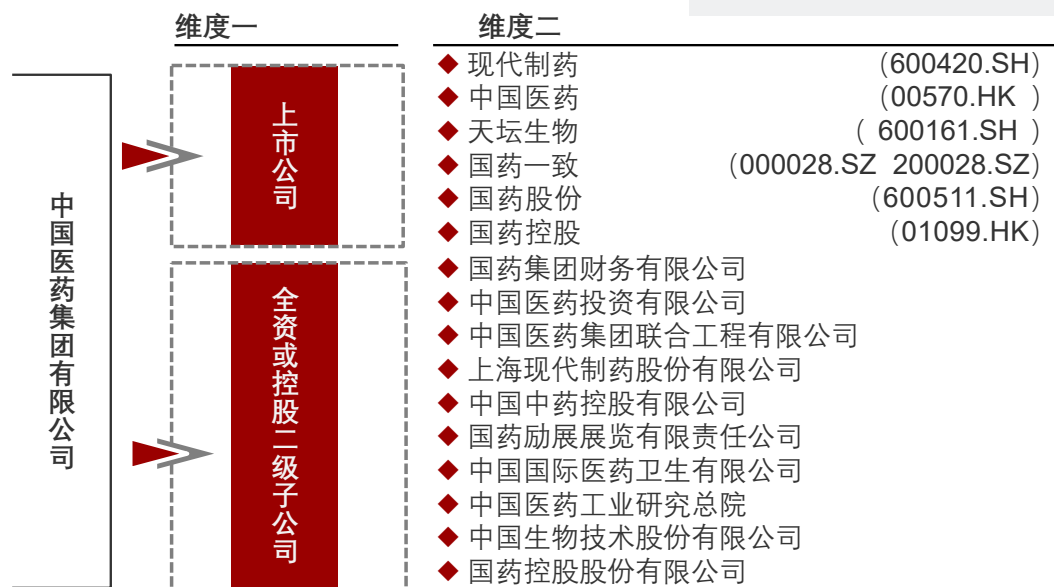 维度一
维度二
中国医药集团有限公司
上市公司
现代制药 （600420.SH）
中国医药 （00570.HK ）
天坛生物 （ 600161.SH ）
国药一致 （000028.SZ 200028.SZ）
国药股份 （600511.SH）
国药控股 （01099.HK）
全资或控股二级子公司
国药集团财务有限公司
中国医药投资有限公司
中国医药集团联合工程有限公司
上海现代制药股份有限公司
中国中药控股有限公司
国药励展展览有限责任公司
中国国际医药卫生有限公司
中国医药工业研究总院
中国生物技术股份有限公司
国药控股股份有限公司